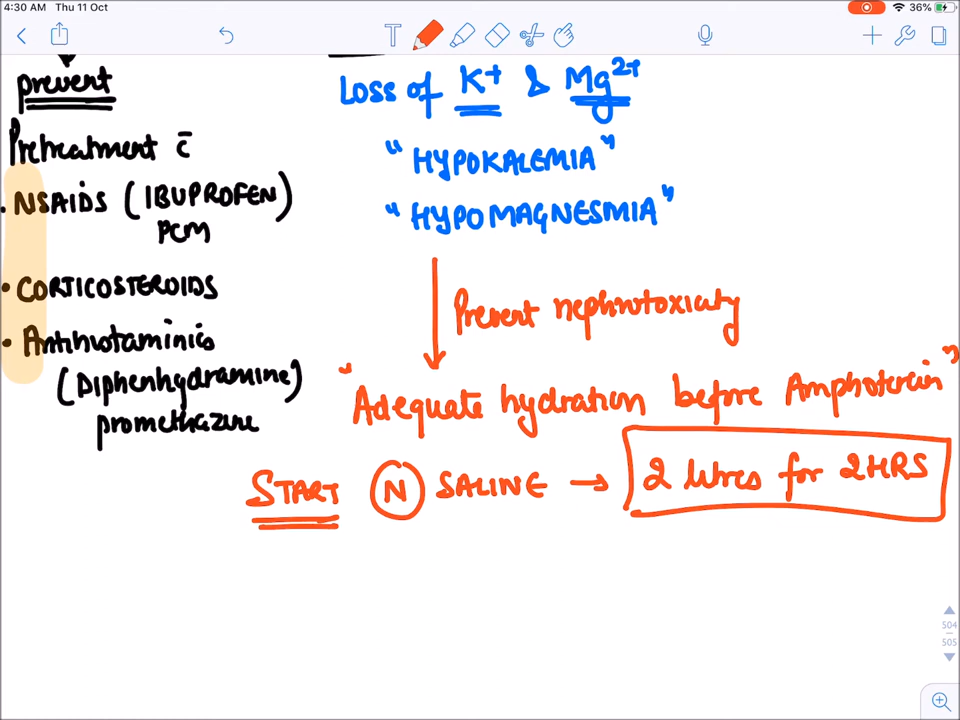 4:30 AM Thu 11 Oct
36%
prevent
Pretreatment c̄
• NSAIDS (IBUPROFEN)
PCM
• CORTICOSTEROIDS
• Antihistaminics
(Diphenhydramine)
promethazine
Loss of K+ & Mg2+
"HYPOKALEMIA"
"HYPOMAGNESMIA"
Prevent nephrotoxicity
"Adequate hydration before Amphoterecin"
START N SALINE → 2 litres for 2HRS
504
505